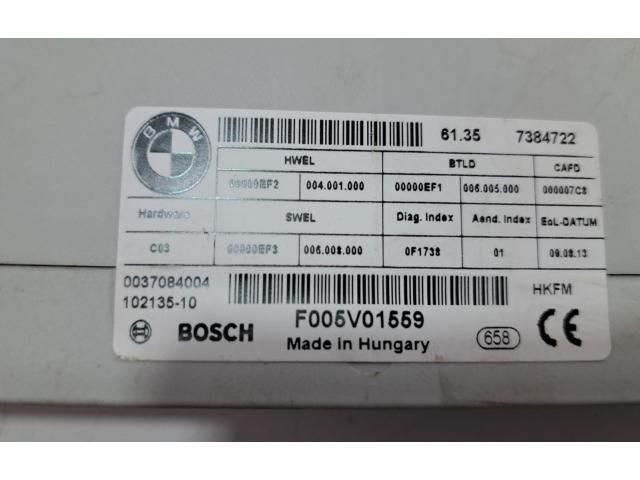 BMW
61.35 7384722
HWEL BTLD CAFD
00000EF2 004.001.000 00000EF1 006.005.000 000007C8
Hardware SWEL Diag. Index Aend. Index EoL-DATUM
C03 00000EF3 006.008.000 0F1738 01 09.08.13
0037084004
102135-10
HKFM
BOSCH F005V01559
Made in Hungary
658 CE